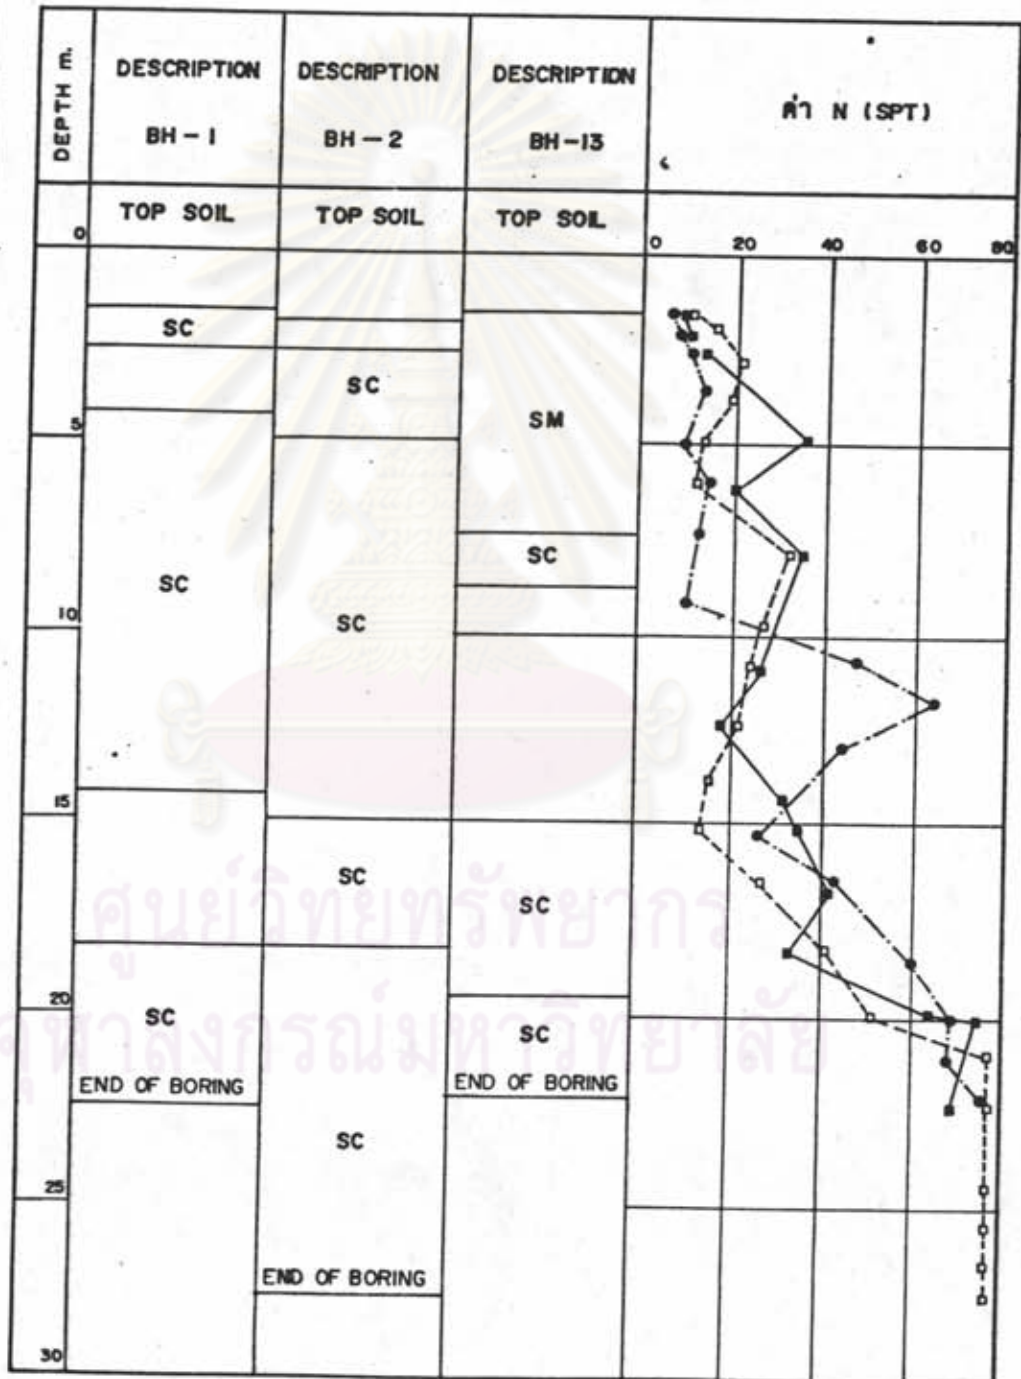 DEPTH m.
DESCRIPTION
BH-1
DESCRIPTION
BH-2
DESCRIPTION
BH-13
ค่า N (SPT)
TOP SOIL
TOP SOIL
TOP SOIL
0
0 20 40 60 80
SC
SC
SM
5
SC
SC
SC
10
15
SC
SC
ศูนย์วิทยทรัพยากร
20
SC
SC
จุฬาลงกรณ์มหาวิทยาลัย
END OF BORING
END OF BORING
SC
25
END OF BORING
30